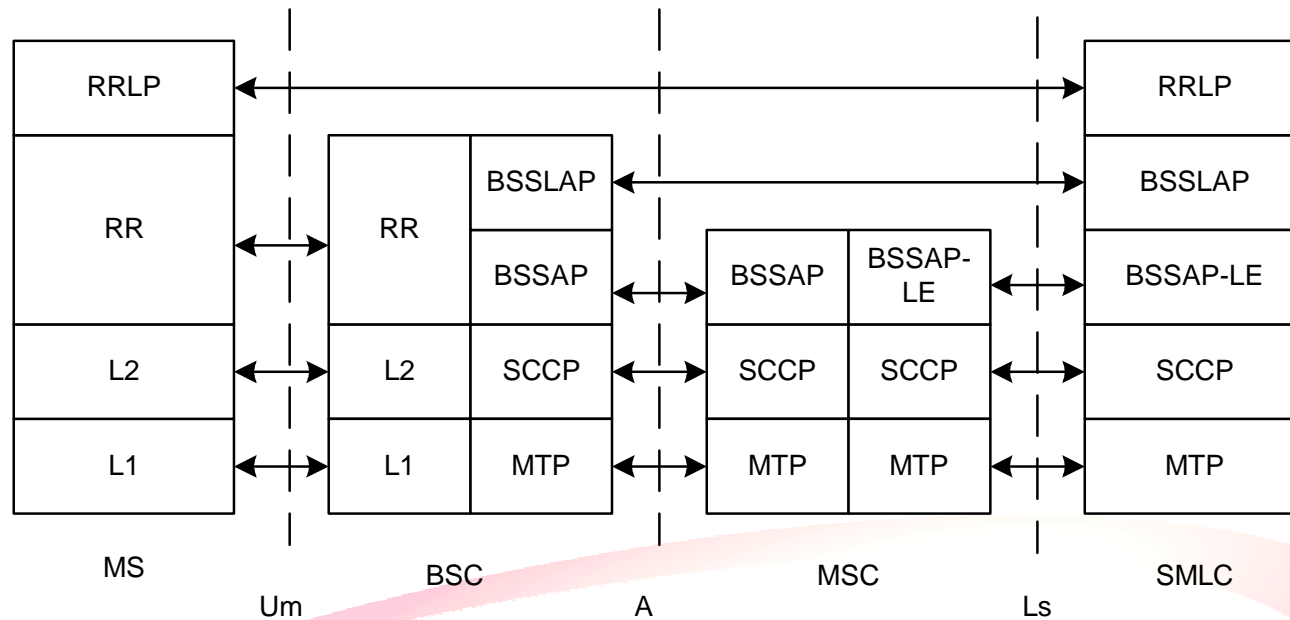 RRLP
RRLP
RR
RR
BSSLAP
BSSLAP
BSSAP
BSSAP
BSSAP-
LE
BSSAP-LE
L2
L2
SCCP
SCCP
SCCP
SCCP
L1
L1
MTP
MTP
MTP
MTP
MS
BSC
MSC
SMLC
Um
A
Ls